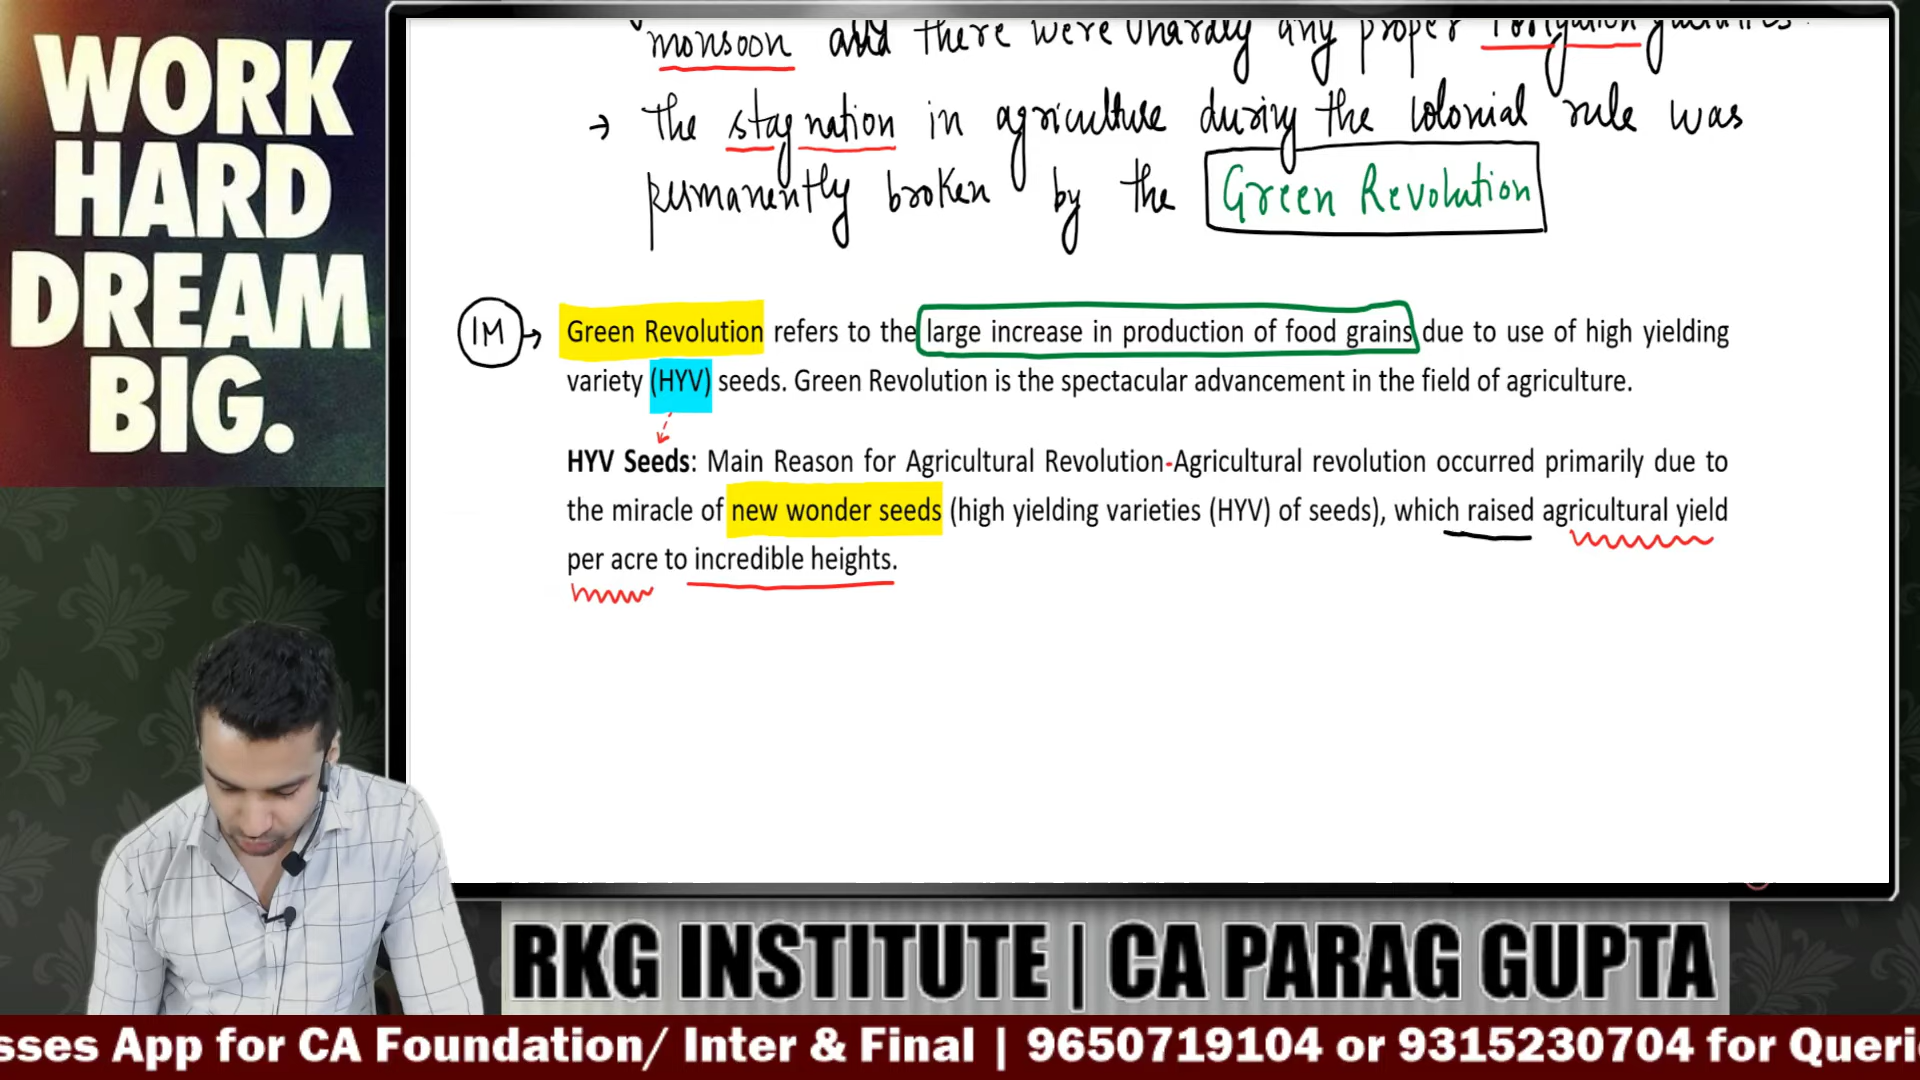 WORK
HARD
DREAM
BIG.
monsoon and there were hardly any proper
→ The stagnation in agriculture during the colonial rule was
permanently broken by the Green Revolution
1M → Green Revolution refers to the large increase in production of food grains due to use of high yielding
variety (HYV) seeds. Green Revolution is the spectacular advancement in the field of agriculture.
HYV Seeds: Main Reason for Agricultural Revolution-Agricultural revolution occurred primarily due to
the miracle of new wonder seeds (high yielding varieties (HYV) of seeds), which raised agricultural yield
per acre to incredible heights.
RKG INSTITUTE | CA PARAG GUPTA
sses App for CA Foundation/ Inter & Final | 9650719104 or 9315230704 for Queri